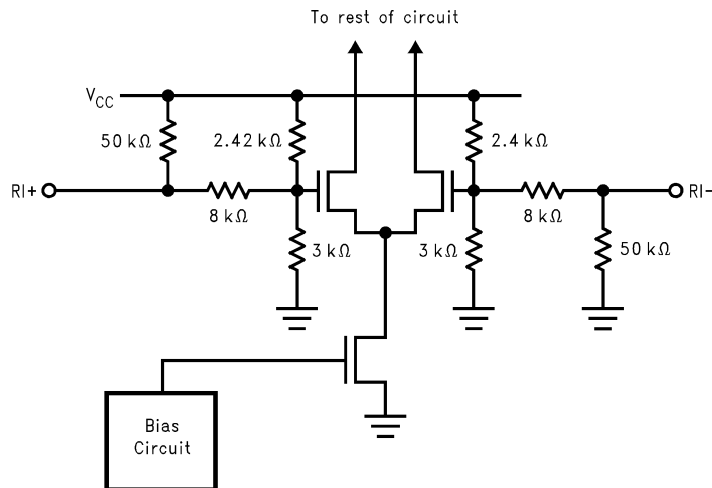 To rest of circuit
VCC
50 kΩ
2.42 kΩ
2.4 kΩ
RI+
8 kΩ
8 kΩ
RI−
3 kΩ
3 kΩ
50 kΩ
Bias
Circuit